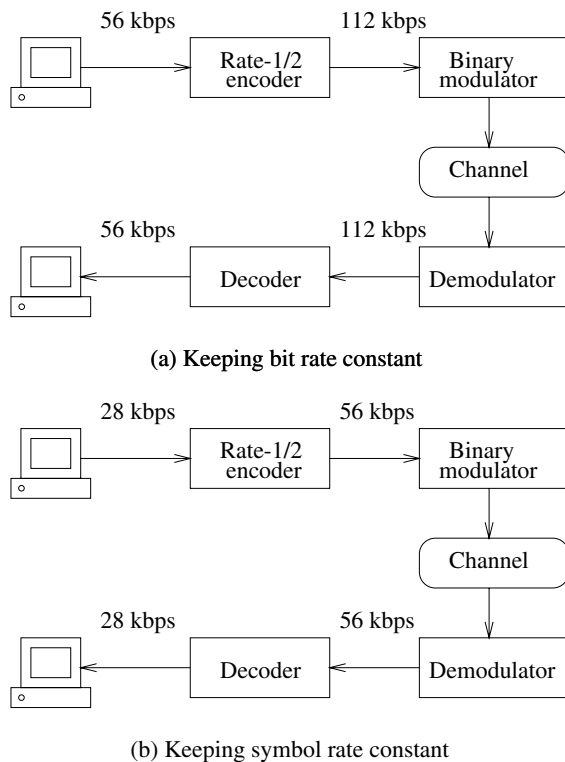 56 kbps
112 kbps
Rate-1/2
encoder
Binary
modulator
Channel
56 kbps
112 kbps
Decoder
Demodulator
(a) Keeping bit rate constant
28 kbps
56 kbps
Rate-1/2
encoder
Binary
modulator
Channel
28 kbps
56 kbps
Decoder
Demodulator
(b) Keeping symbol rate constant